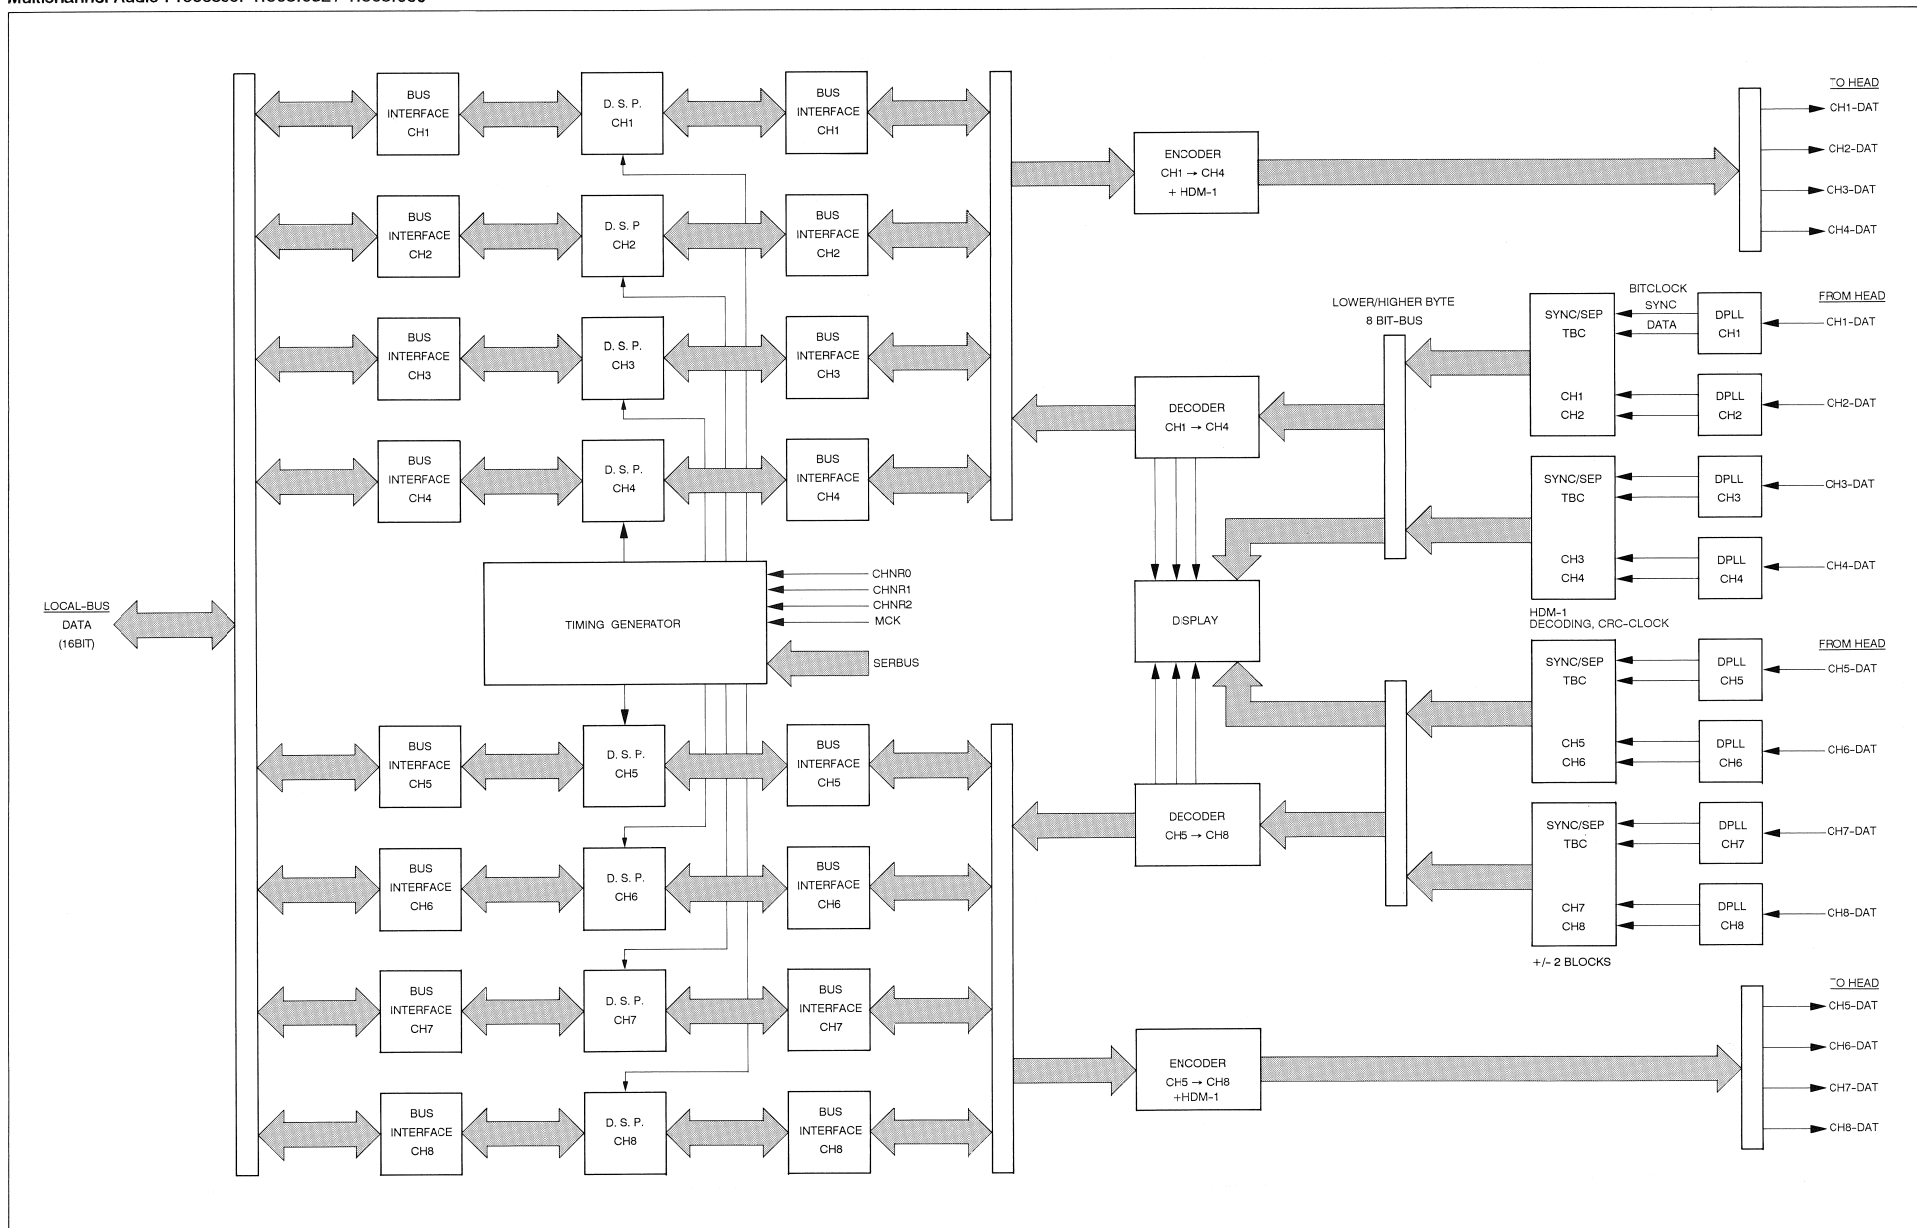 Multichannel Audio Processor
BUS
INTERFACE
CH1
D. S. P.
CH1
BUS
INTERFACE
CH1
BUS
INTERFACE
CH2
D. S. P
CH2
BUS
INTERFACE
CH2
BUS
INTERFACE
CH3
D. S. P.
CH3
BUS
INTERFACE
CH3
BUS
INTERFACE
CH4
D. S. P.
CH4
BUS
INTERFACE
CH4
LOCAL-BUS
DATA
(16BIT)
TIMING GENERATOR
CHNR0
CHNR1
CHNR2
MCK
SERBUS
BUS
INTERFACE
CH5
D. S. P.
CH5
BUS
INTERFACE
CH5
BUS
INTERFACE
CH6
D. S. P.
CH6
BUS
INTERFACE
CH6
BUS
INTERFACE
CH7
D. S. P.
CH7
BUS
INTERFACE
CH7
BUS
INTERFACE
CH8
D. S. P.
CH8
BUS
INTERFACE
CH8
ENCODER
CH1 → CH4
+ HDM-1
TO HEAD
CH1-DAT
CH2-DAT
CH3-DAT
CH4-DAT
LOWER/HIGHER BYTE
8 BIT-BUS
DECODER
CH1 → CH4
SYNC/SEP
TBC
CH1
CH2
BITCLOCK
SYNC
DATA
DPLL
CH1
DPLL
CH2
FROM HEAD
CH1-DAT
CH2-DAT
SYNC/SEP
TBC
CH3
CH4
DPLL
CH3
DPLL
CH4
CH3-DAT
CH4-DAT
DISPLAY
HDM-1
DECODING, CRC-CLOCK
SYNC/SEP
TBC
CH5
CH6
DPLL
CH5
DPLL
CH6
FROM HEAD
CH5-DAT
CH6-DAT
DECODER
CH5 → CH8
SYNC/SEP
TBC
CH7
CH8
DPLL
CH7
DPLL
CH8
CH7-DAT
CH8-DAT
+/- 2 BLOCKS
ENCODER
CH5 → CH8
+HDM-1
TO HEAD
CH5-DAT
CH6-DAT
CH7-DAT
CH8-DAT